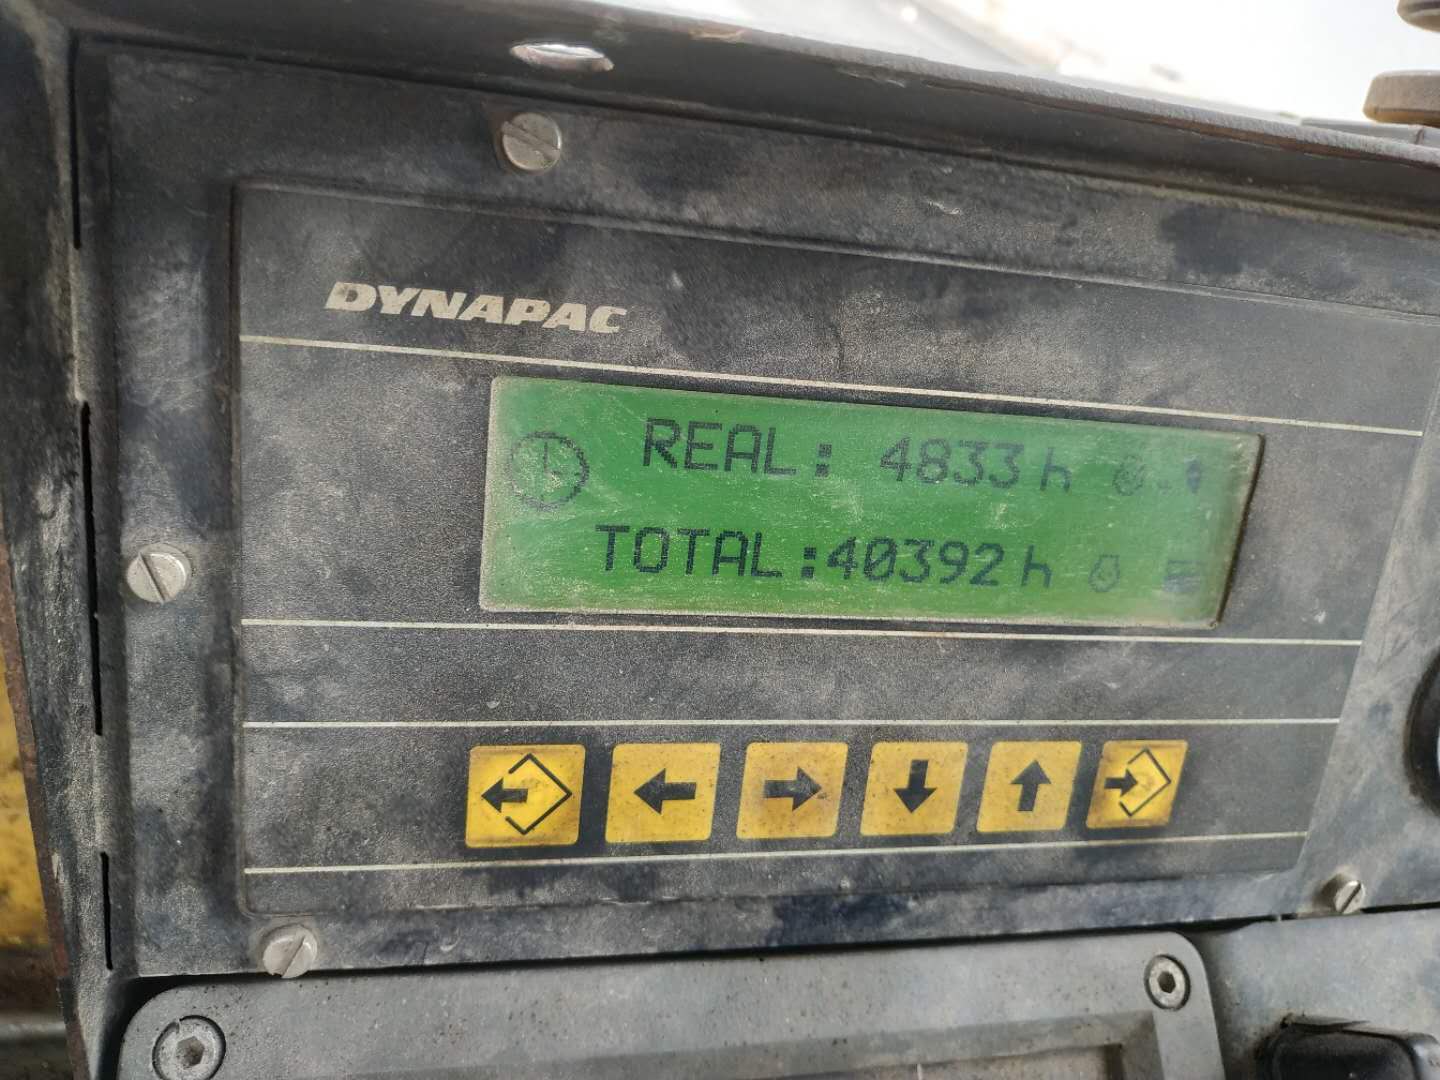 DYNAPAC
REAL: 4833 h
TOTAL:40392 h